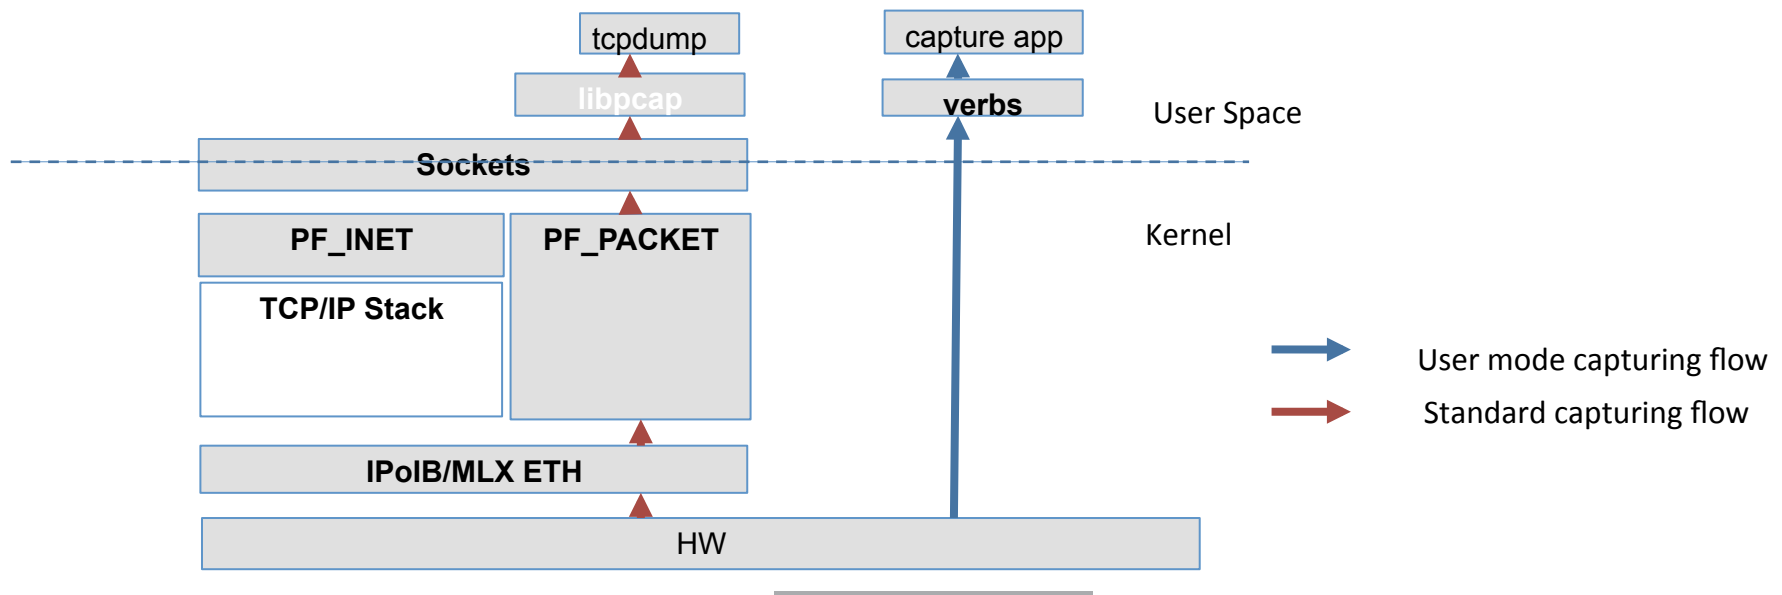 tcpdump
capture app
libpcap
verbs
User Space
Sockets
PF_INET
PF_PACKET
Kernel
TCP/IP Stack
User mode capturing flow
Standard capturing flow
IPoIB/MLX ETH
HW